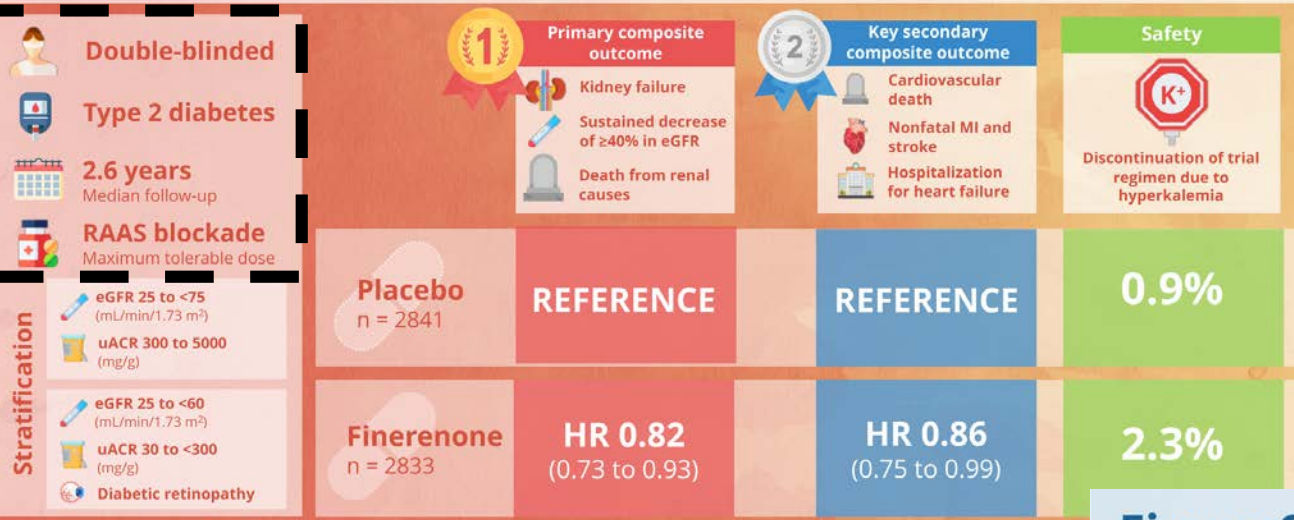 Double-blinded
Type 2 diabetes
2.6 years
Median follow-up
RAAS blockade
Maximum tolerable dose
Stratification
eGFR 25 to <75
(mL/min/1.73 m²)
uACR 300 to 5000
(mg/g)
eGFR 25 to <60
(mL/min/1.73 m²)
uACR 30 to <300
(mg/g)
Diabetic retinopathy
1
Primary composite
outcome
Kidney failure
Sustained decrease
of ≥40% in eGFR
Death from renal
causes
2
Key secondary
composite outcome
Cardiovascular
death
Nonfatal MI and
stroke
Hospitalization
for heart failure
Safety
K+
Discontinuation of trial
regimen due to
hyperkalemia
Placebo
n = 2841
REFERENCE
REFERENCE
0.9%
Finerenone
n = 2833
HR 0.82
(0.73 to 0.93)
HR 0.86
(0.75 to 0.99)
2.3%